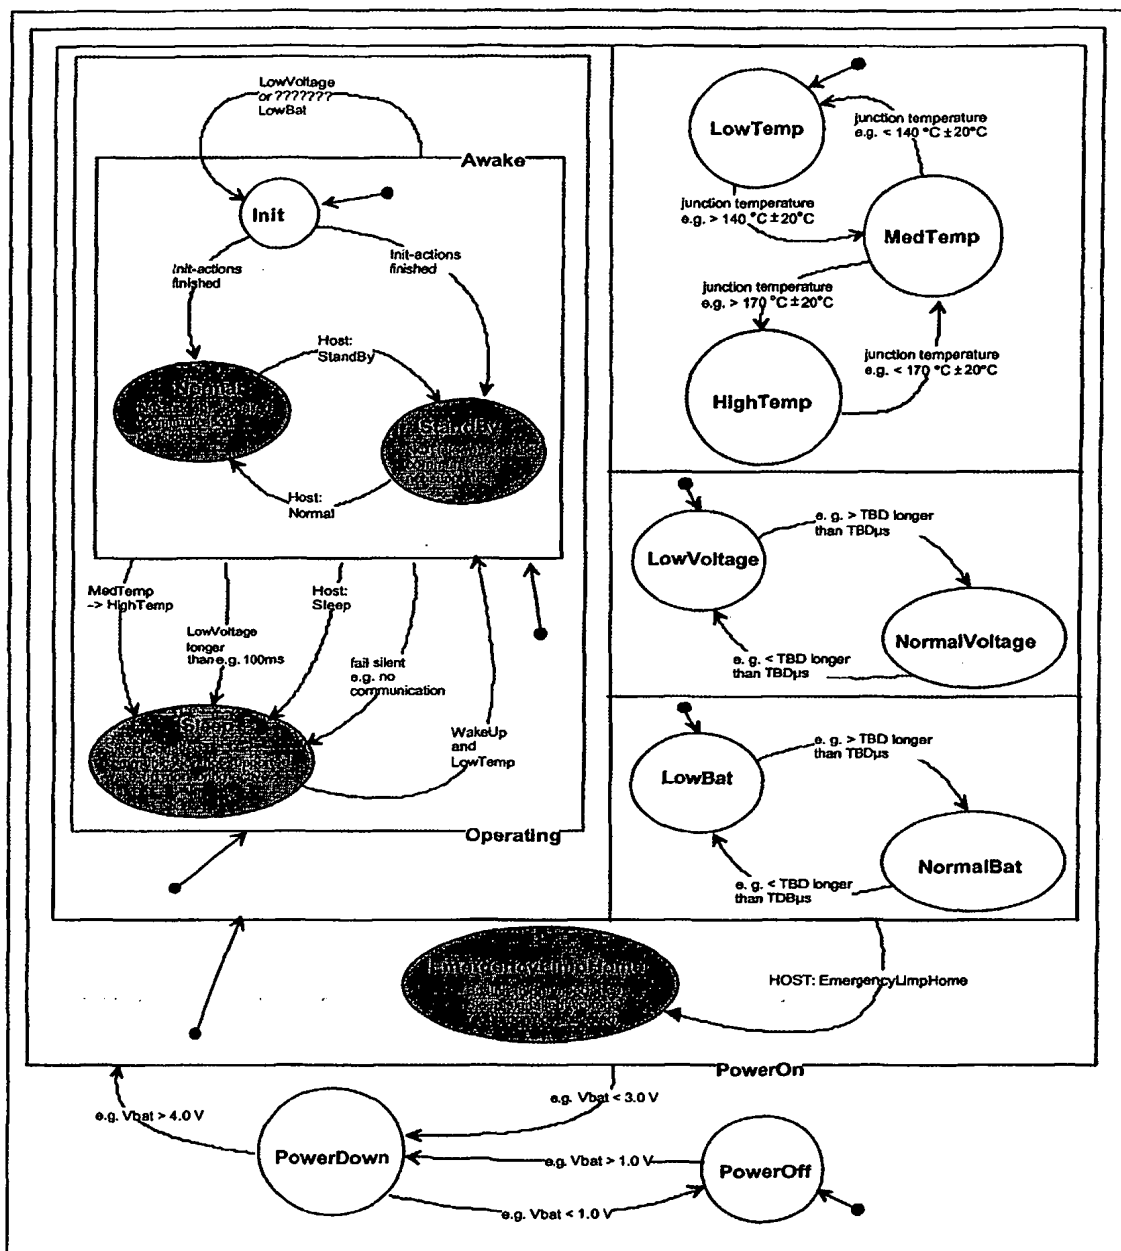 LowVoltage
or ???????
LowBat
Awake
Init
Init-actions
finished
Init-actions
finished
Host:
StandBy
Normal
StandBy
Host:
Normal
MedTemp
-> HighTemp
LowVoltage
longer
than e.g. 100ms
Host:
Sleep
fail silent
e.g. no
communication
WakeUp
and
LowTemp
Sleep
Operating
LowTemp
junction temperature
e.g. < 140 °C ± 20°C
junction temperature
e.g. > 140 °C ± 20°C
MedTemp
junction temperature
e.g. > 170 °C ± 20°C
junction temperature
e.g. < 170 °C ± 20°C
HighTemp
LowVoltage
e. g. > TBD longer
than TBDµs
NormalVoltage
e. g. < TBD longer
than TBDµs
LowBat
e. g. > TBD longer
than TBDµs
NormalBat
e. g. < TBD longer
than TDBµs
EmergencyLimpHome
HOST: EmergencyLimpHome
PowerOn
e.g. Vbat > 4.0 V
e.g. Vbat < 3.0 V
PowerDown
e.g. Vbat > 1.0 V
PowerOff
e.g. Vbat < 1.0 V